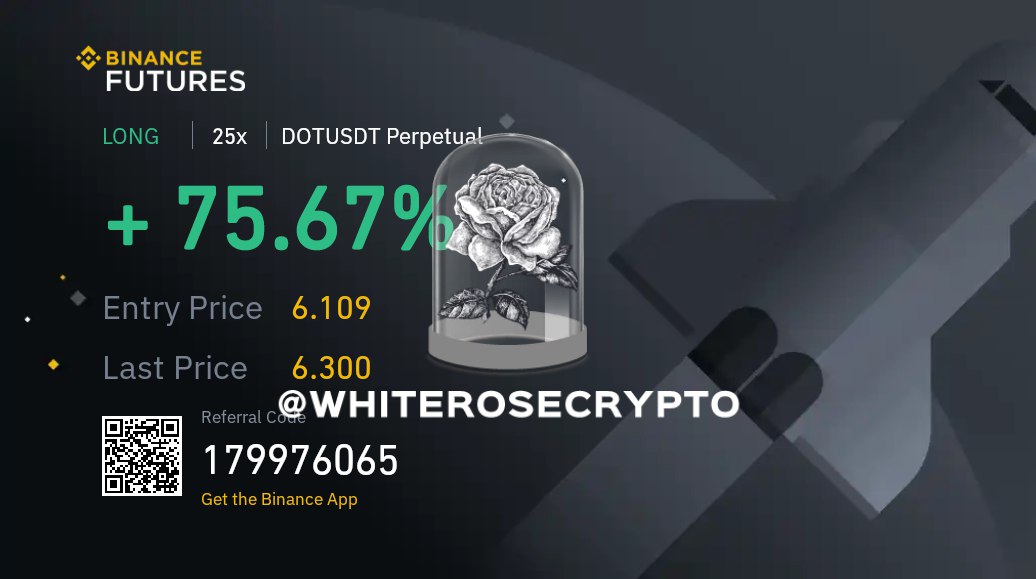 BINANCE
FUTURES
LONG 25x DOTUSDT Perpetual
+ 75.67%
Entry Price 6.109
Last Price 6.300
@WHITEROSECRYPTO
Referral Code
179976065
Get the Binance App